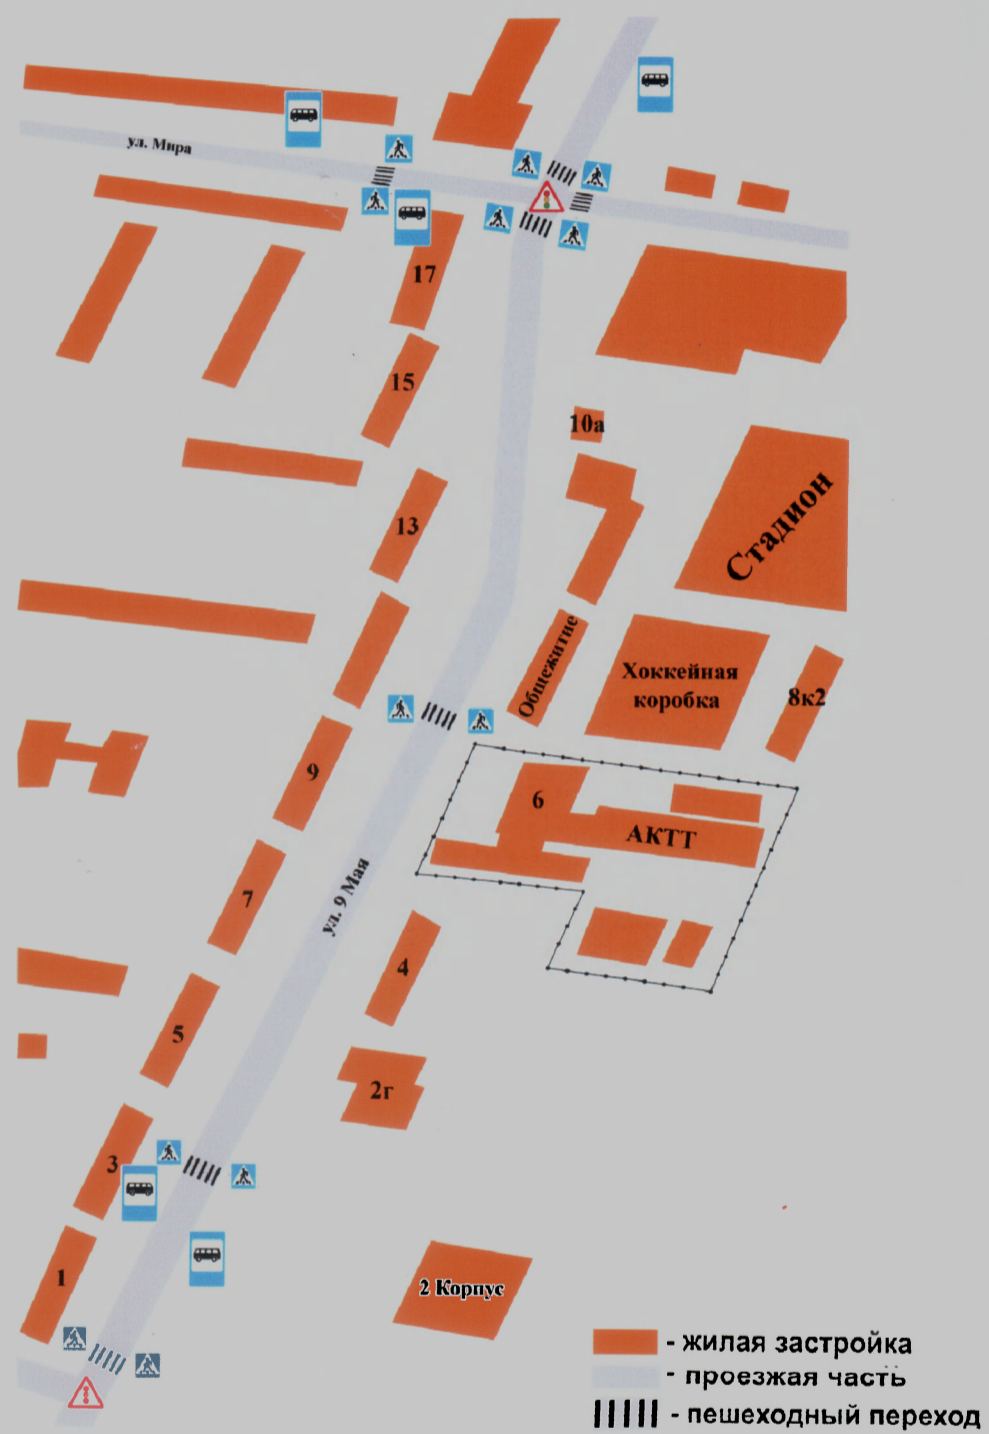 ул. Мира
17
15
10а
Стадион
13
Общежитие
Хоккейная
коробка
8к2
9
6
АКТТ
7
ул. 9 Мая
4
5
2г
3
1
2 Корпус
- жилая застройка
- проезжая часть
- пешеходный переход